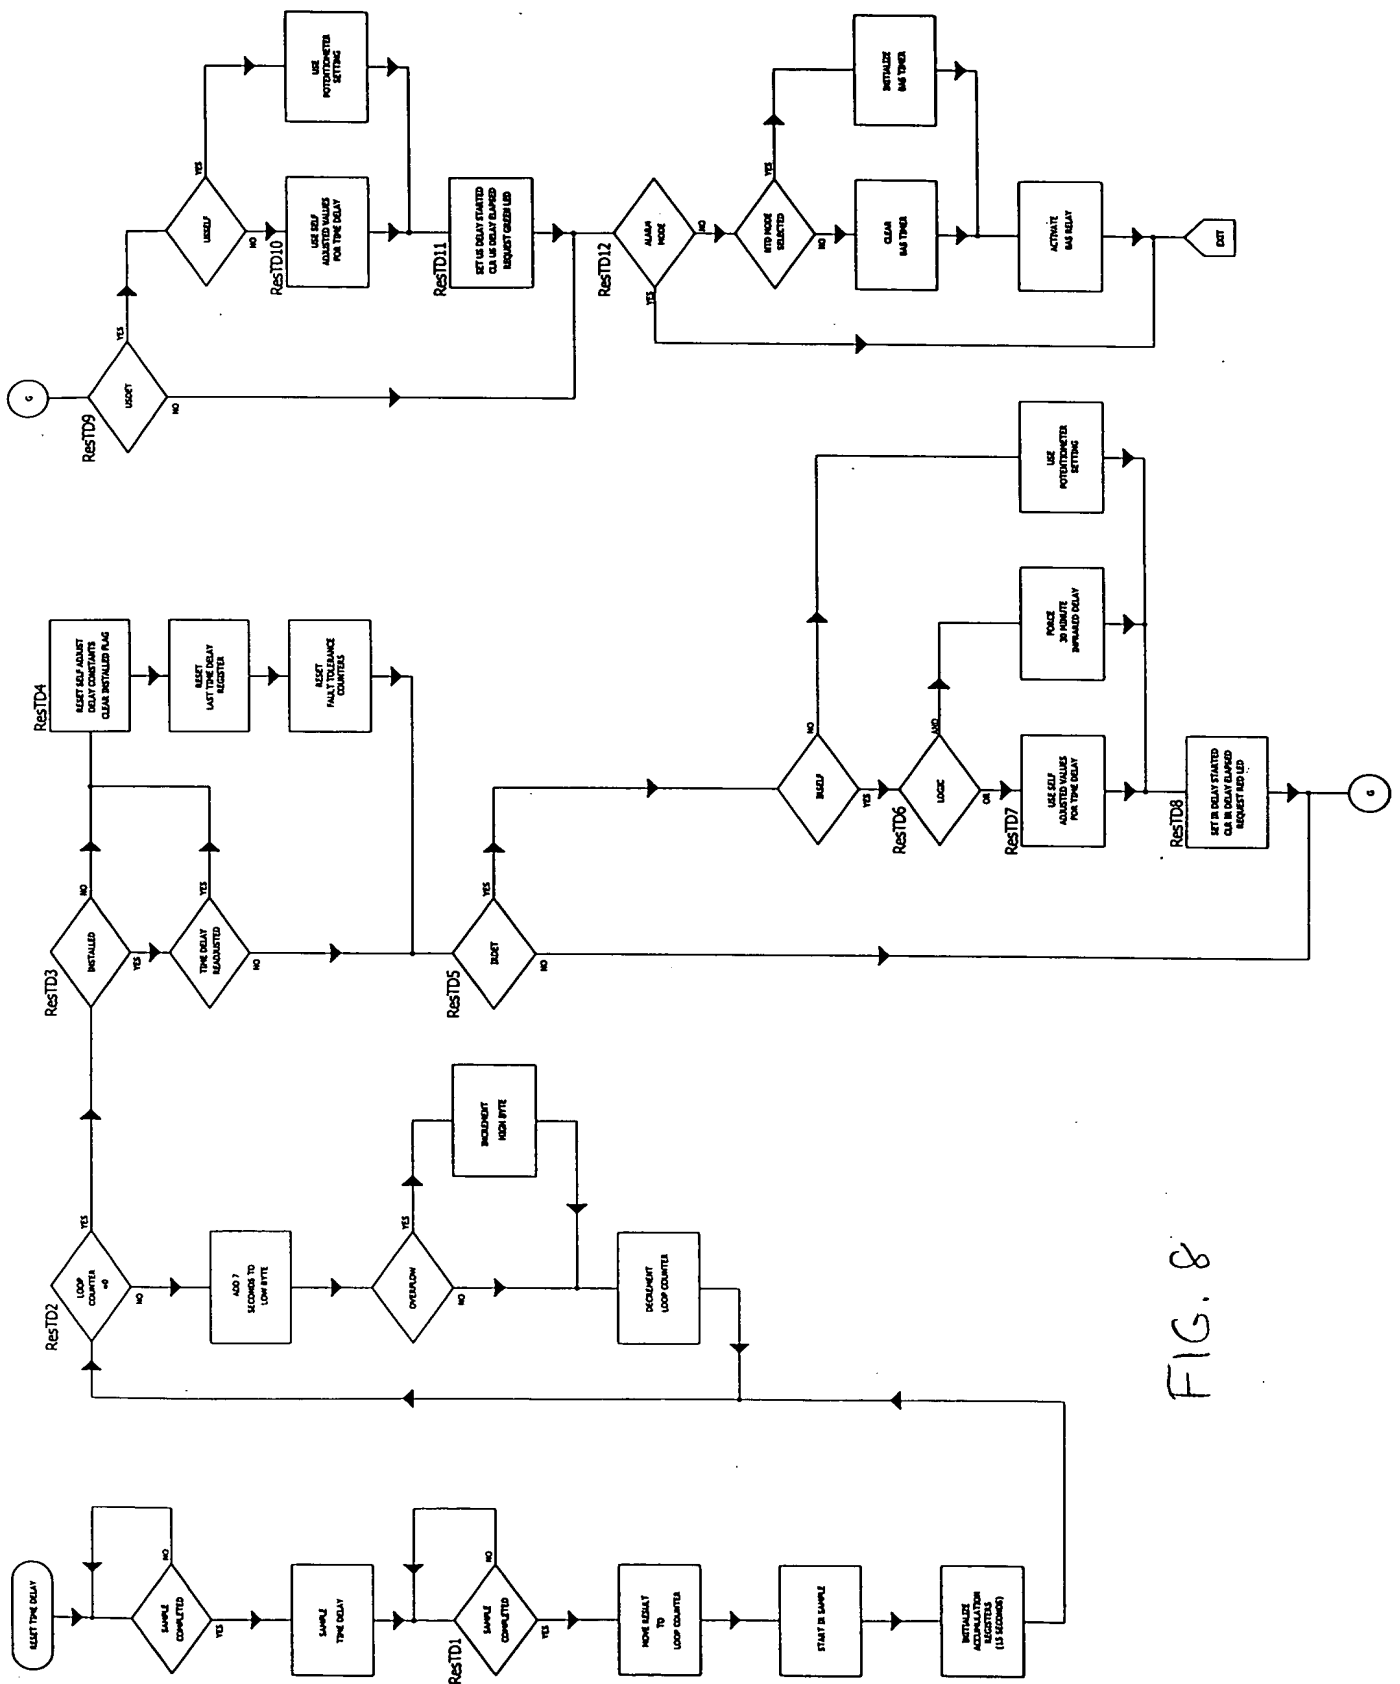 RESET TIME DELAY
SAMPLE
COMPLETED
NO
YES
SAMPLE
TIME DELAY
ResTD1
SAMPLE
COMPLETED
NO
YES
MOVE RESULT
TO
LOOP COUNTER
START IR SAMPLE
INITIALIZE
ACCUMULATION
REGISTERS
(15 SECONDS)
ResTD2
LOOP
COUNTER
=0
YES
NO
ADD 7
SECONDS TO
LOW BYTE
OVERFLOW
YES
NO
INCREMENT
HIGH BYTE
DECREMENT
LOOP COUNTER
ResTD3
INSTALLED
NO
YES
TIME DELAY
READJUSTED
YES
NO
ResTD4
RESET SELF ADJUST
DELAY CONSTANTS
CLEAR INSTALLED FLAG
RESET
LAST TIME DELAY
REGISTER
RESET
FAULT TOLERANCE
COUNTERS
ResTD5
IRDET
YES
NO
IRSELF
NO
YES
ResTD6
LOGIC
AND
OR
ResTD7
USE SELF
ADJUSTED VALUES
FOR TIME DELAY
FORCE
30 MINUTE
INFRARED DELAY
USE
POTENTIOMETER
SETTING
ResTD8
SET IR DELAY STARTED
CLR IR DELAY ELAPSED
REQUEST RED LED
G
G
ResTD9
USDET
YES
NO
USSELF
YES
NO
ResTD10
USE SELF
ADJUSTED VALUES
FOR TIME DELAY
USE
POTENTIOMETER
SETTING
ResTD11
SET US DELAY STARTED
CLR US DELAY ELAPSED
REQUEST GREEN LED
ResTD12
ALARM
MODE
YES
NO
NTD MODE
SELECTED
YES
NO
CLEAR
BAS TIMER
INITIALIZE
BAS TIMER
ACTIVATE
BAS RELAY
EXIT
FIG. 8